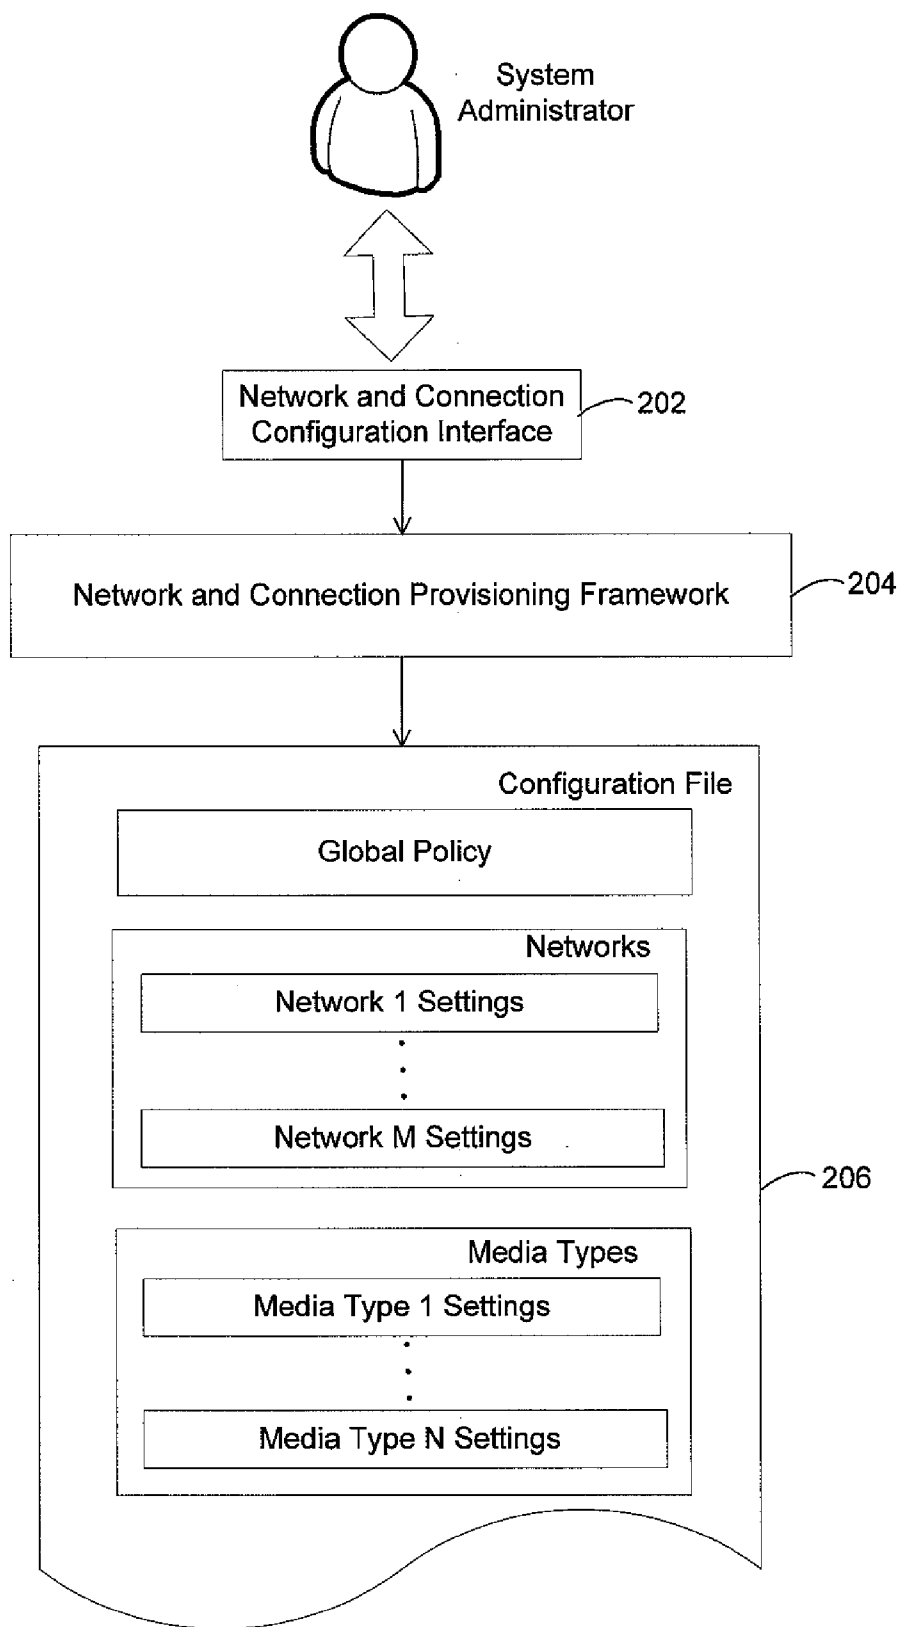 System
Administrator
Network and Connection
Configuration Interface
202
Network and Connection Provisioning Framework
204
Configuration File
Global Policy
Networks
Network 1 Settings
Network M Settings
206
Media Types
Media Type 1 Settings
Media Type N Settings